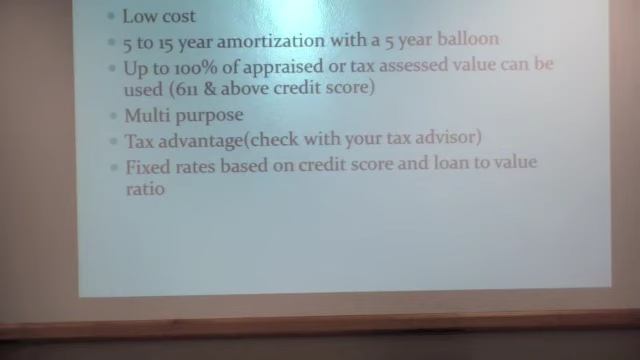 Low cost
5 to 15 year amortization with a 5 year balloon
Up to 100% of appraised or tax assessed value can be
used (611 & above credit score)
Multi purpose
Tax advantage(check with your tax advisor)
Fixed rates based on credit score and loan to value
ratio